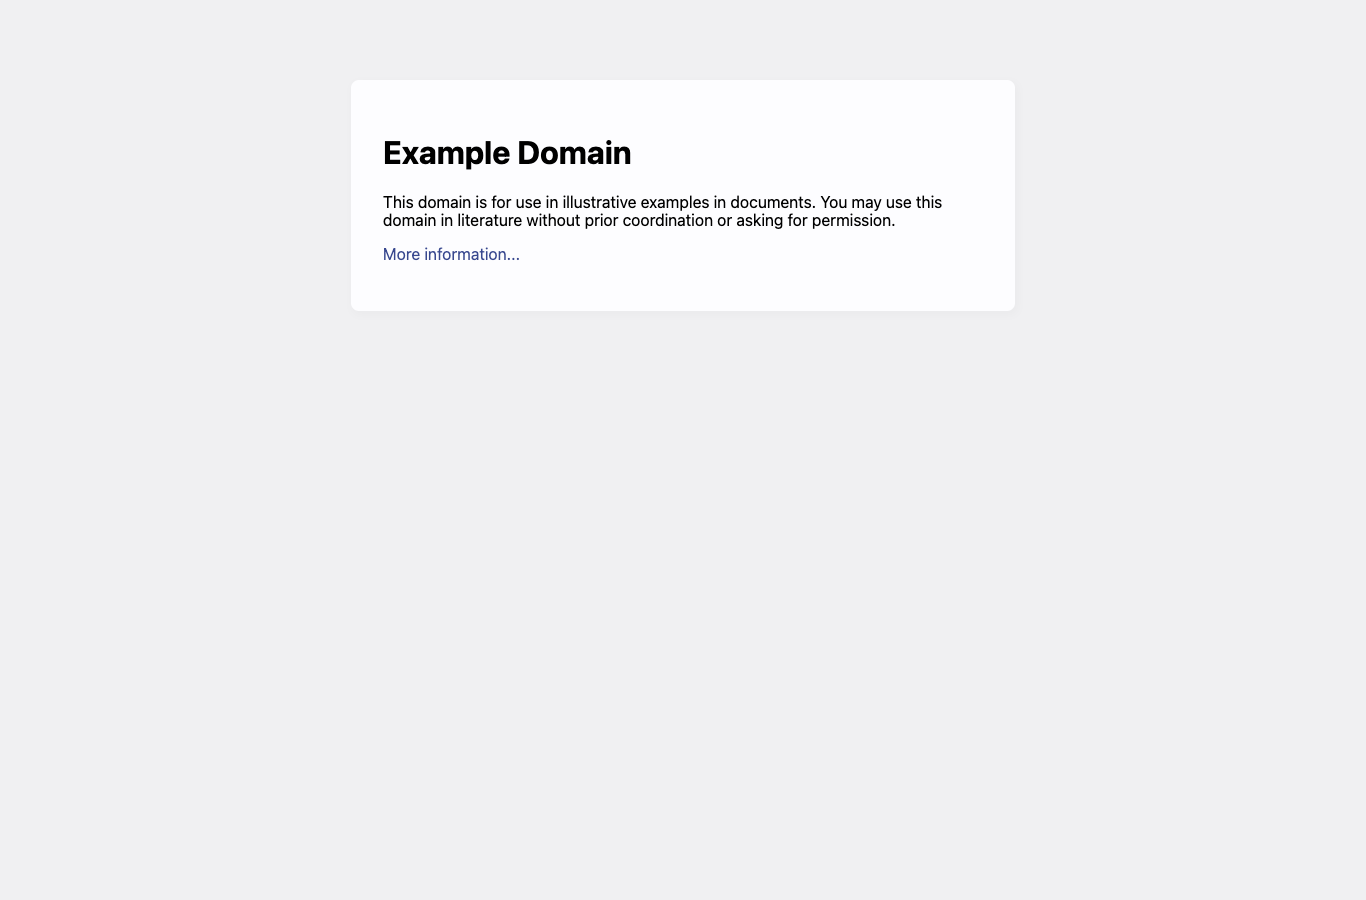 Example Domain
This domain is for use in illustrative examples in documents. You may use this
domain in literature without prior coordination or asking for permission.
More information...